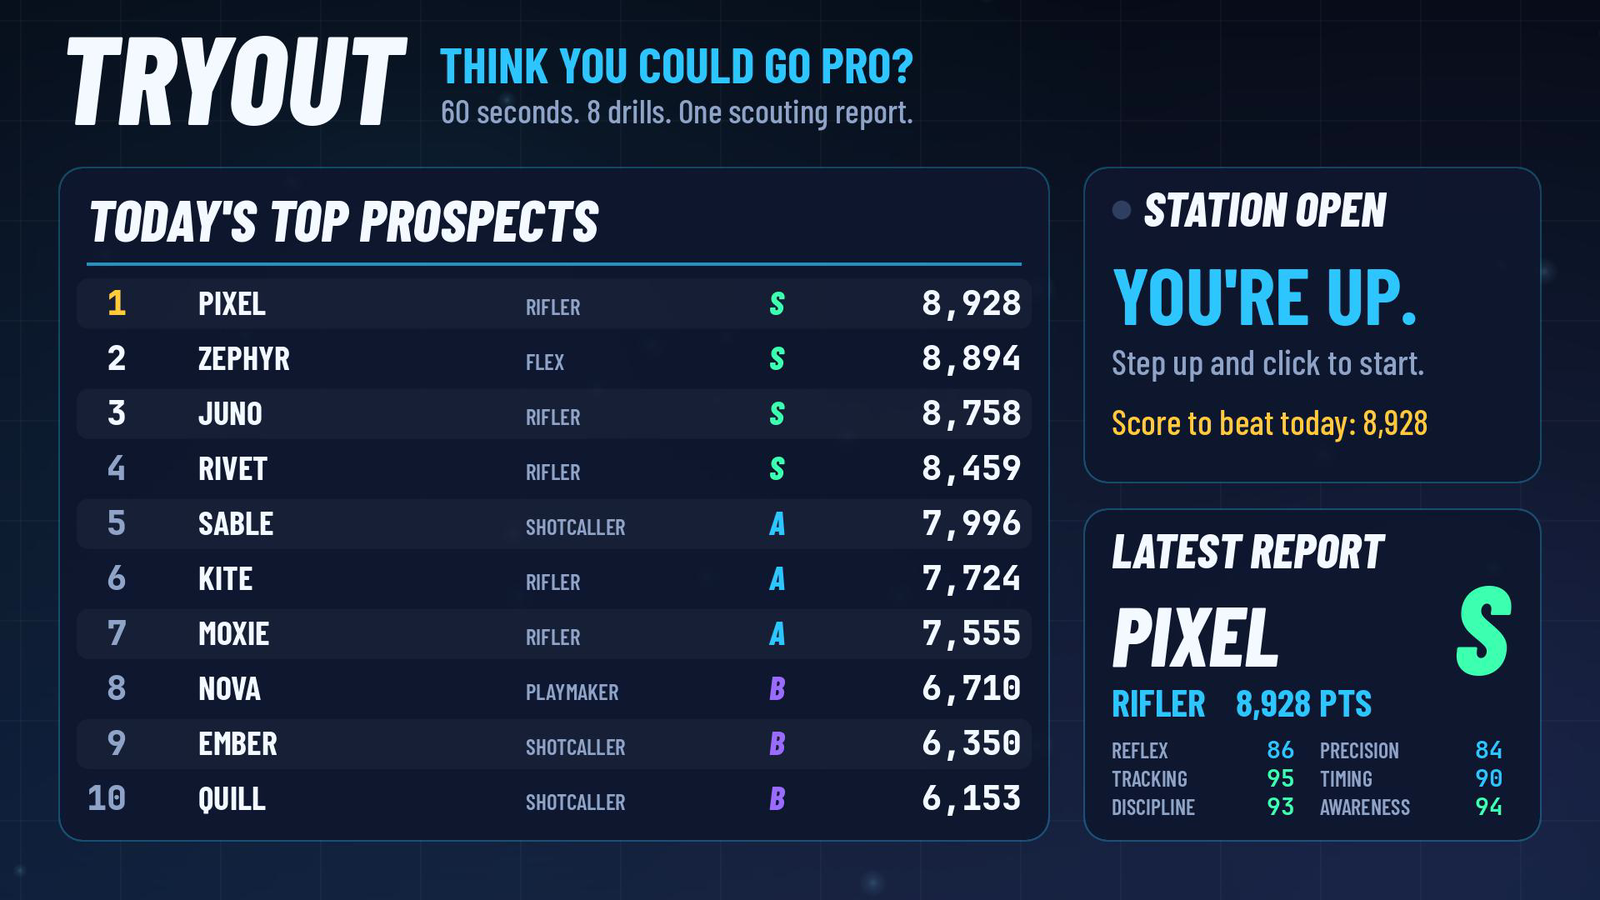 TRYOUT
THINK YOU COULD GO PRO?
60 seconds. 8 drills. One scouting report.
TODAY'S TOP PROSPECTS
1 PIXEL RIFLER S 8,928
2 ZEPHYR FLEX S 8,894
3 JUNO RIFLER S 8,758
4 RIVET RIFLER S 8,459
5 SABLE SHOTCALLER A 7,996
6 KITE RIFLER A 7,724
7 MOXIE RIFLER A 7,555
8 NOVA PLAYMAKER B 6,710
9 EMBER SHOTCALLER B 6,350
10 QUILL SHOTCALLER B 6,153
STATION OPEN
YOU'RE UP.
Step up and click to start.
Score to beat today: 8,928
LATEST REPORT
PIXEL S
RIFLER 8,928 PTS
REFLEX 86 PRECISION 84
TRACKING 95 TIMING 90
DISCIPLINE 93 AWARENESS 94